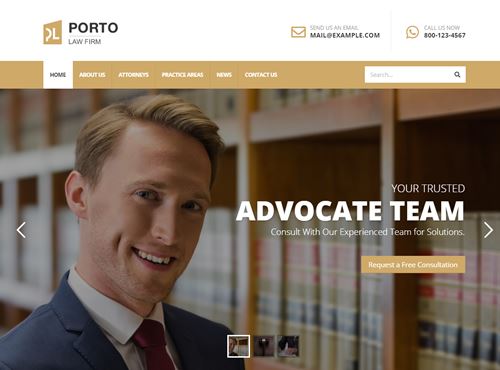 PORTO
LAW FIRM
SEND US AN EMAIL
MAIL@EXAMPLE.COM
CALL US NOW
800-123-4567
HOME ABOUT US ATTORNEYS PRACTICE AREAS NEWS CONTACT US
Search...
YOUR TRUSTED
ADVOCATE TEAM
Consult With Our Experienced Team for Solutions.
Request a Free Consultation